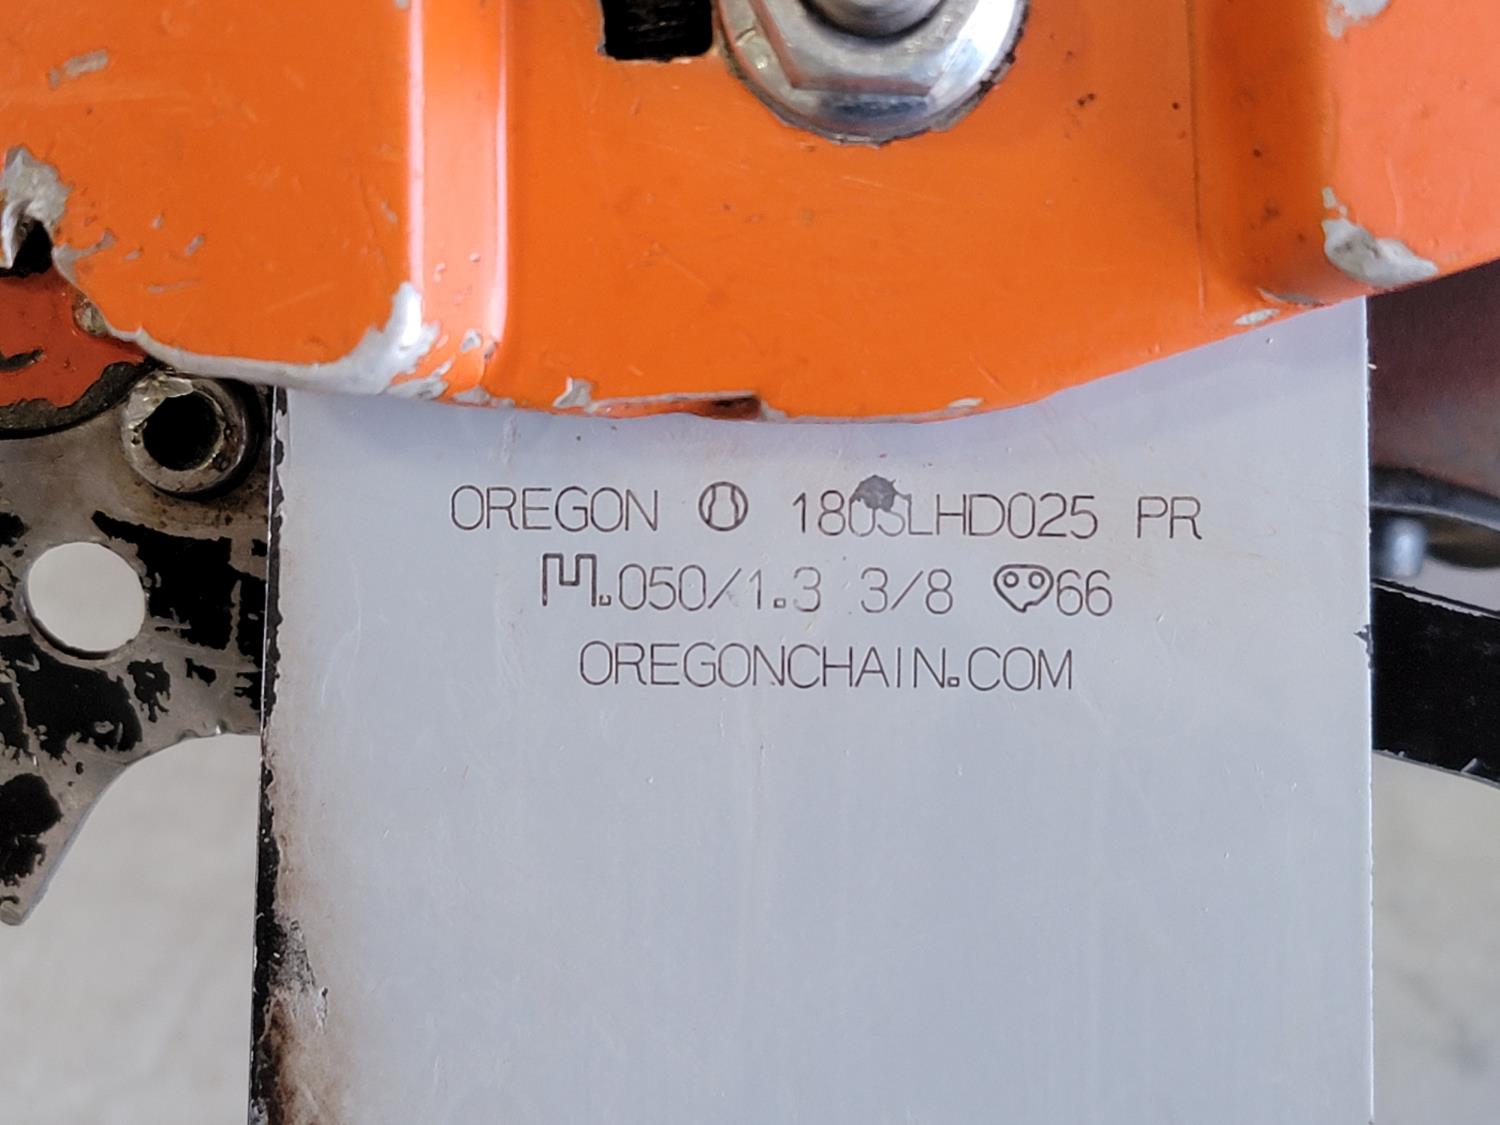 OREGON 180SLHD025 PR
.050/1.3 3/8 66
OREGONCHAIN.COM